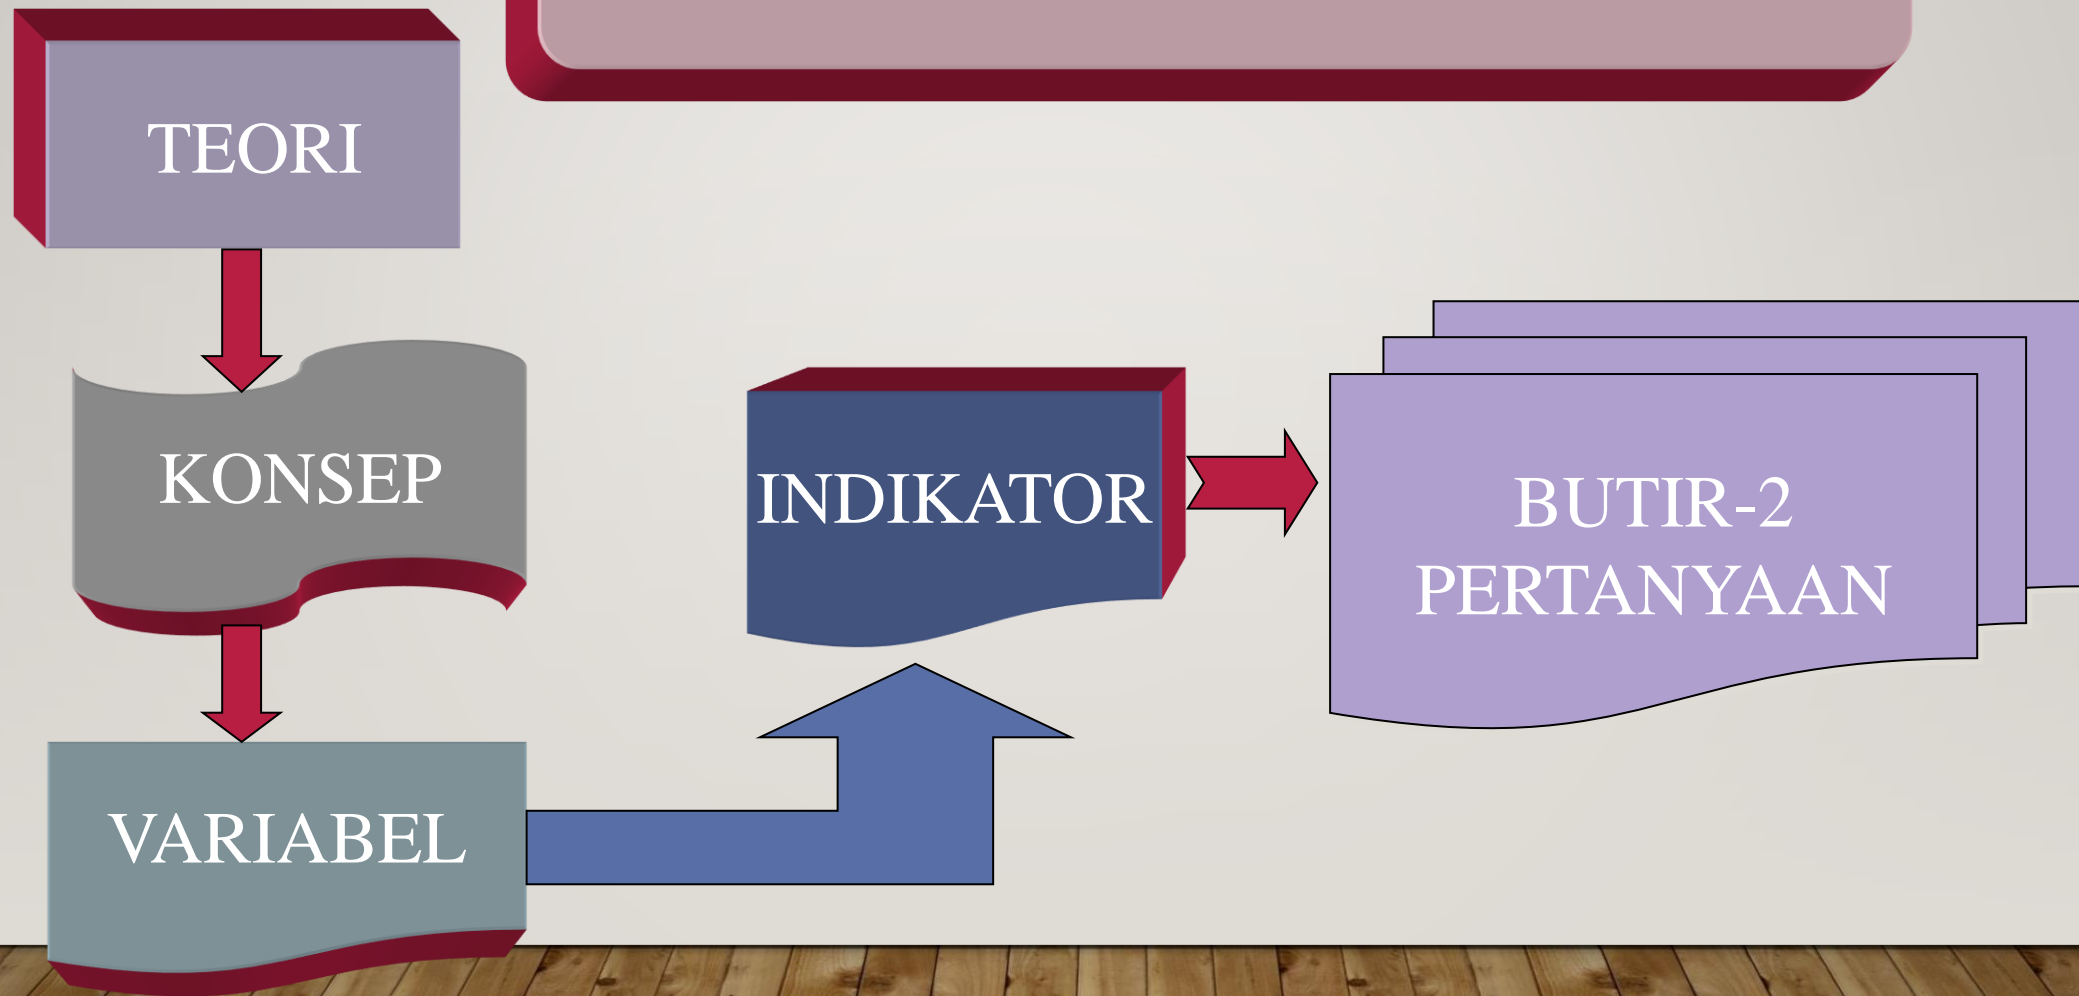 TEORI
KONSEP
VARIABEL
INDIKATOR
BUTIR-2
PERTANYAAN